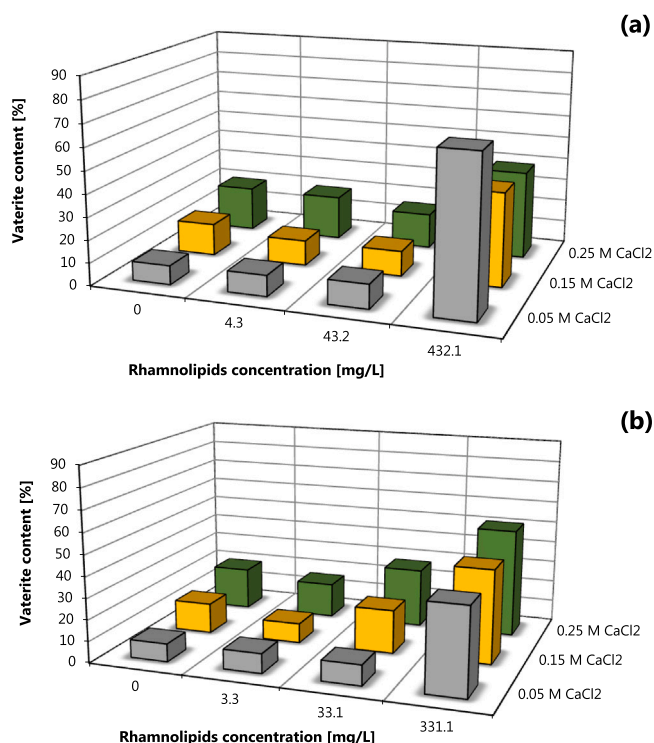 (a)
Vaterite content [%]
90
80
70
60
50
40
30
20
10
0
0
4.3
43.2
432.1
0.25 M CaCl2
0.15 M CaCl2
0.05 M CaCl2
Rhamnolipids concentration [mg/L]
(b)
Vaterite content [%]
90
80
70
60
50
40
30
20
10
0
0
3.3
33.1
331.1
0.25 M CaCl2
0.15 M CaCl2
0.05 M CaCl2
Rhamnolipids concentration [mg/L]